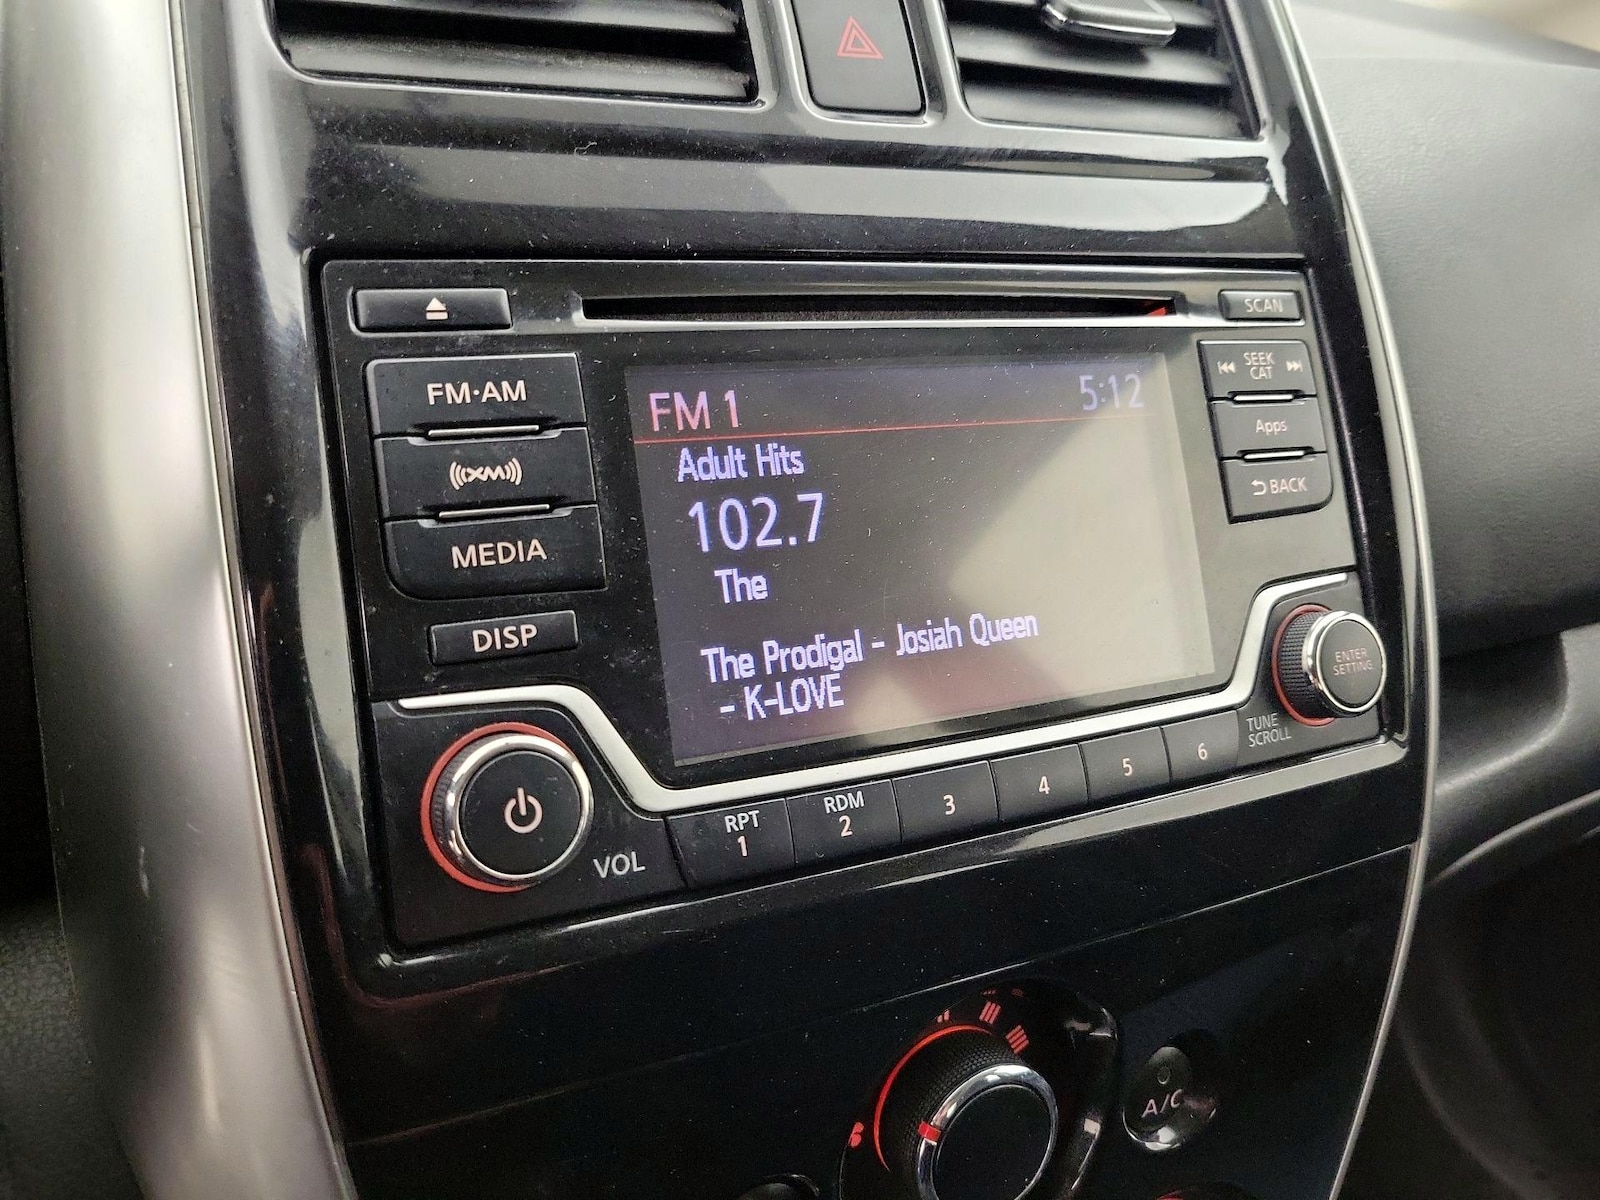 SCAN
FM·AM
SEEK
CAT
XM
Apps
BACK
MEDIA
DISP
FM 1 5:12
Adult Hits
102.7
The
The Prodigal - Josiah Queen
- K-LOVE
ENTER
SETTING
TUNE
SCROLL
VOL
RPT
1
RDM
2
3
4
5
6
A/C